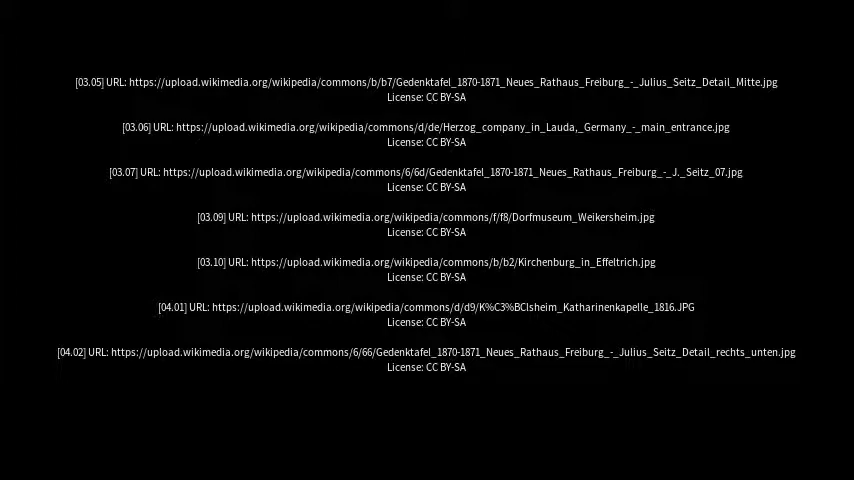 [03.05] URL: https://upload.wikimedia.org/wikipedia/commons/b/b7/Gedenktafel_1870-1871_Neues_Rathaus_Freiburg_-_Julius_Seitz_Detail_Mitte.jpg
License: CC BY-SA
[03.06] URL: https://upload.wikimedia.org/wikipedia/commons/d/de/Herzog_company_in_Lauda,_Germany_-_main_entrance.jpg
License: CC BY-SA
[03.07] URL: https://upload.wikimedia.org/wikipedia/commons/6/6d/Gedenktafel_1870-1871_Neues_Rathaus_Freiburg_-_J._Seitz_07.jpg
License: CC BY-SA
[03.09] URL: https://upload.wikimedia.org/wikipedia/commons/f/f8/Dorfmuseum_Weikersheim.jpg
License: CC BY-SA
[03.10] URL: https://upload.wikimedia.org/wikipedia/commons/b/b2/Kirchenburg_in_Effeltrich.jpg
License: CC BY-SA
[04.01] URL: https://upload.wikimedia.org/wikipedia/commons/d/d9/K%C3%BClsheim_Katharinenkapelle_1816.JPG
License: CC BY-SA
[04.02] URL: https://upload.wikimedia.org/wikipedia/commons/6/66/Gedenktafel_1870-1871_Neues_Rathaus_Freiburg_-_Julius_Seitz_Detail_rechts_unten.jpg
License: CC BY-SA